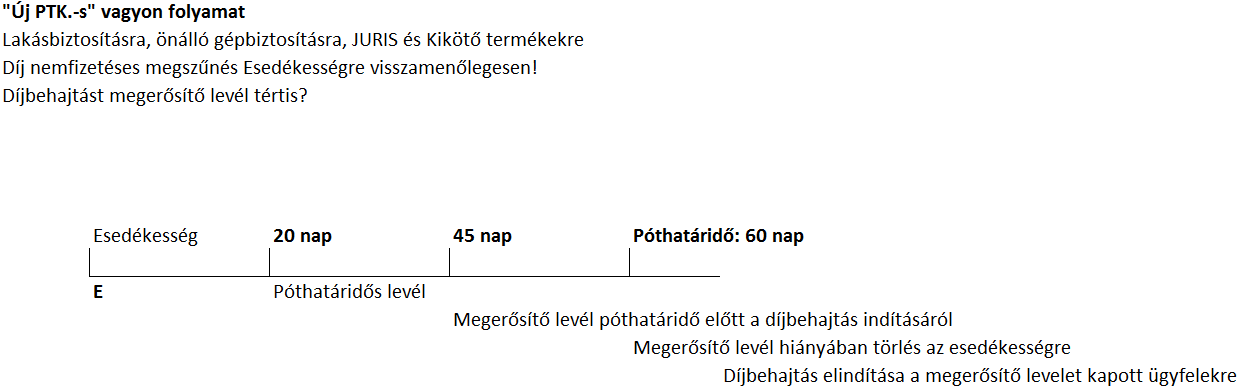 "Új PTK.-s" vagyon folyamat
Lakásbiztosításra, önálló gépbiztosításra, JURIS és Kikötő termékekre
Díj nemfizetéses megszűnés Esedékességre visszamenőlegesen!
Díjbehajtást megerősítő levél tértis?
Esedékesség 20 nap 45 nap Póthatáridő: 60 nap
E Póthatáridős levél
Megerősítő levél póthatáridő előtt a díjbehajtás indításáról
Megerősítő levél hiányában törlés az esedékességre
Díjbehajtás elindítása a megerősítő levelet kapott ügyfelekre